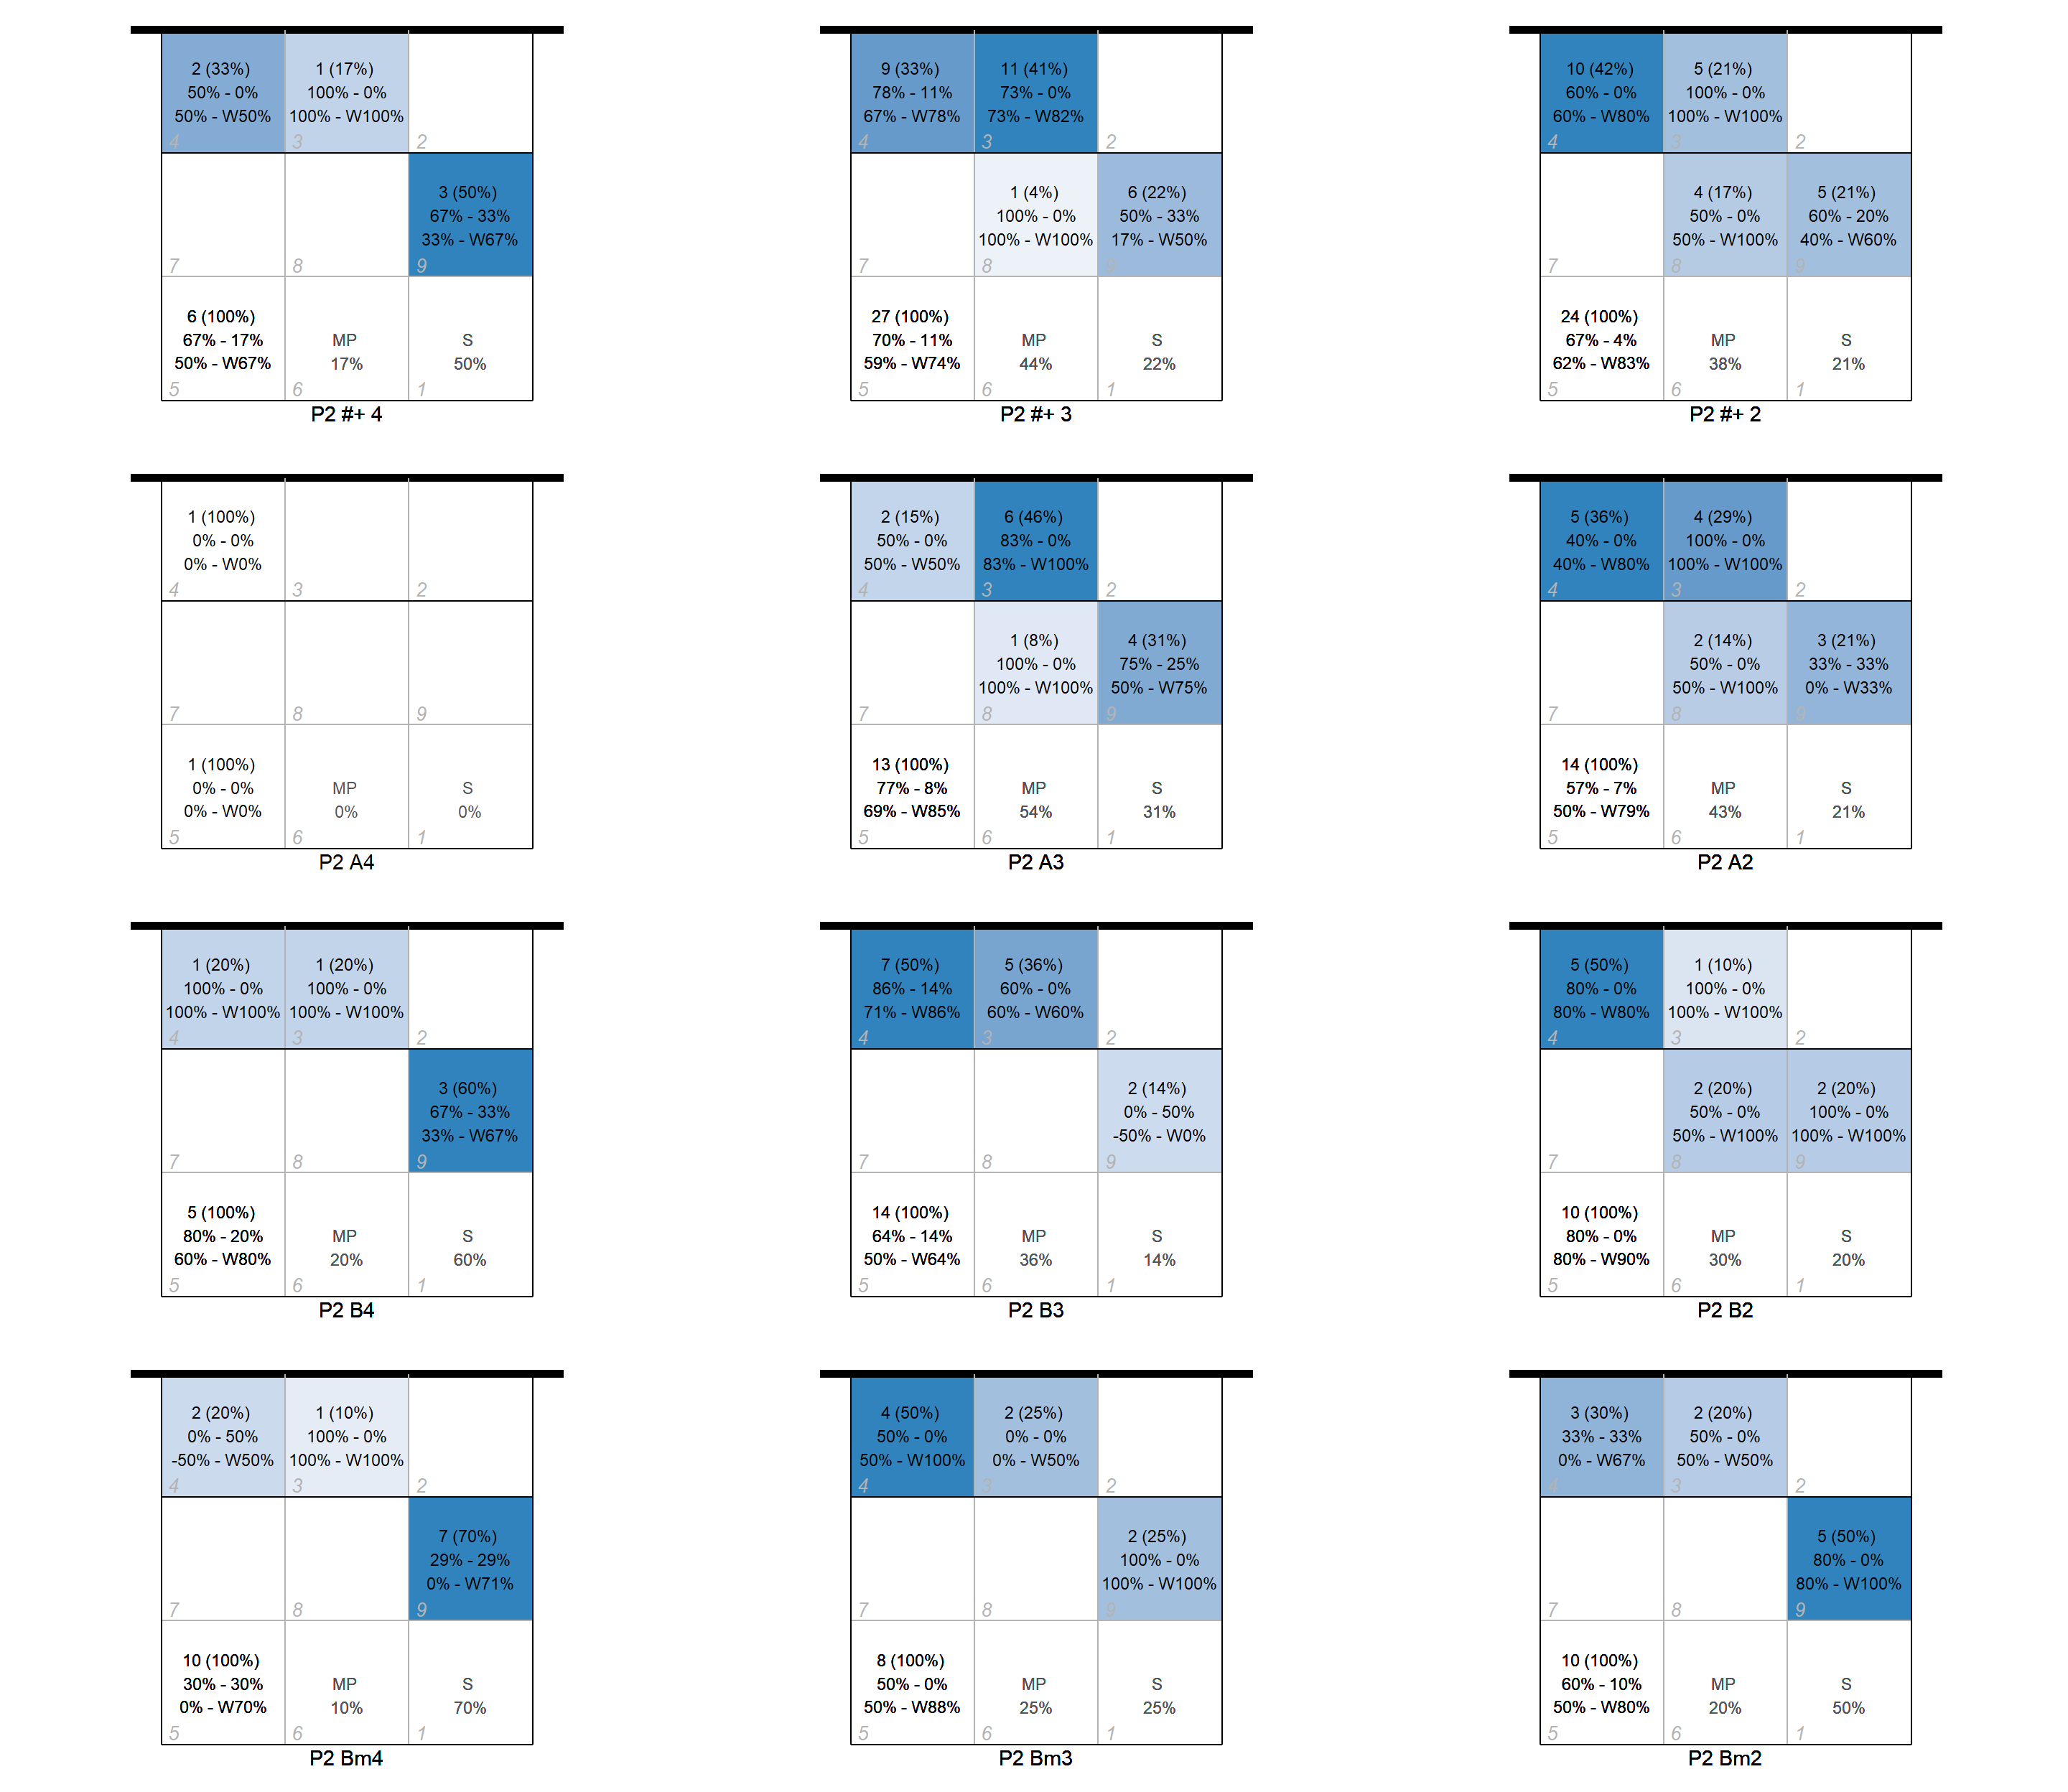 2 (33%)
50% - 0%
50% - W50%
4
1 (17%)
100% - 0%
100% - W100%
3
2
7
8
3 (50%)
67% - 33%
33% - W67%
9
6 (100%)
67% - 17%
50% - W67%
5
MP
17%
6
S
50%
1
P2 #+ 4
9 (33%)
78% - 11%
67% - W78%
4
11 (41%)
73% - 0%
73% - W82%
3
2
7
1 (4%)
100% - 0%
100% - W100%
8
6 (22%)
50% - 33%
17% - W50%
9
27 (100%)
70% - 11%
59% - W74%
5
MP
44%
6
S
22%
1
P2 #+ 3
10 (42%)
60% - 0%
60% - W80%
4
5 (21%)
100% - 0%
100% - W100%
3
2
7
4 (17%)
50% - 0%
50% - W100%
8
5 (21%)
60% - 20%
40% - W60%
9
24 (100%)
67% - 4%
62% - W83%
5
MP
38%
6
S
21%
1
P2 #+ 2
1 (100%)
0% - 0%
0% - W0%
4
3
2
7
8
9
1 (100%)
0% - 0%
0% - W0%
5
MP
0%
6
S
0%
1
P2 A4
2 (15%)
50% - 0%
50% - W50%
4
6 (46%)
83% - 0%
83% - W100%
3
2
7
1 (8%)
100% - 0%
100% - W100%
8
4 (31%)
75% - 25%
50% - W75%
9
13 (100%)
77% - 8%
69% - W85%
5
MP
54%
6
S
31%
1
P2 A3
5 (36%)
40% - 0%
40% - W80%
4
4 (29%)
100% - 0%
100% - W100%
3
2
7
2 (14%)
50% - 0%
50% - W100%
8
3 (21%)
33% - 33%
0% - W33%
9
14 (100%)
57% - 7%
50% - W79%
5
MP
43%
6
S
21%
1
P2 A2
1 (20%)
100% - 0%
100% - W100%
4
1 (20%)
100% - 0%
100% - W100%
3
2
7
8
3 (60%)
67% - 33%
33% - W67%
9
5 (100%)
80% - 20%
60% - W80%
5
MP
20%
6
S
60%
1
P2 B4
7 (50%)
86% - 14%
71% - W86%
4
5 (36%)
60% - 0%
60% - W60%
3
2
7
8
2 (14%)
0% - 50%
-50% - W0%
9
14 (100%)
64% - 14%
50% - W64%
5
MP
36%
6
S
14%
1
P2 B3
5 (50%)
80% - 0%
80% - W80%
4
1 (10%)
100% - 0%
100% - W100%
3
2
7
2 (20%)
50% - 0%
50% - W100%
8
2 (20%)
100% - 0%
100% - W100%
9
10 (100%)
80% - 0%
80% - W90%
5
MP
30%
6
S
20%
1
P2 B2
2 (20%)
0% - 50%
-50% - W50%
4
1 (10%)
100% - 0%
100% - W100%
3
2
7
8
7 (70%)
29% - 29%
0% - W71%
9
10 (100%)
30% - 30%
0% - W70%
5
MP
10%
6
S
70%
1
P2 Bm4
4 (50%)
50% - 0%
50% - W100%
4
2 (25%)
0% - 0%
0% - W50%
3
2
7
8
2 (25%)
100% - 0%
100% - W100%
9
8 (100%)
50% - 0%
50% - W88%
5
MP
25%
6
S
25%
1
P2 Bm3
3 (30%)
33% - 33%
0% - W67%
4
2 (20%)
50% - 0%
50% - W50%
3
2
7
8
5 (50%)
80% - 0%
80% - W100%
9
10 (100%)
60% - 10%
50% - W80%
5
MP
20%
6
S
50%
1
P2 Bm2